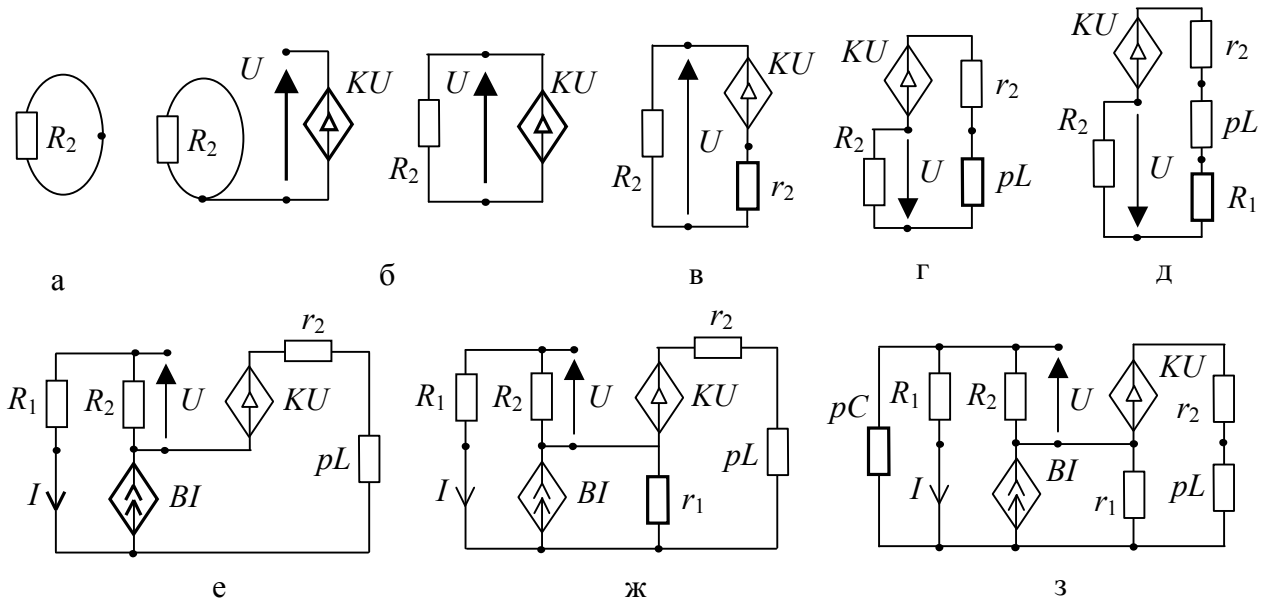 R₂
а
R₂
U
KU
U
KU
R₂
б
U
KU
R₂
r₂
в
KU
r₂
R₂
U
pL
г
KU
r₂
R₂
pL
U
R₁
д
r₂
R₁
R₂
U
KU
pL
I
BI
е
r₂
R₁
R₂
U
KU
pL
I
BI
r₁
ж
pC
R₁
R₂
U
KU
r₂
I
BI
r₁
pL
з